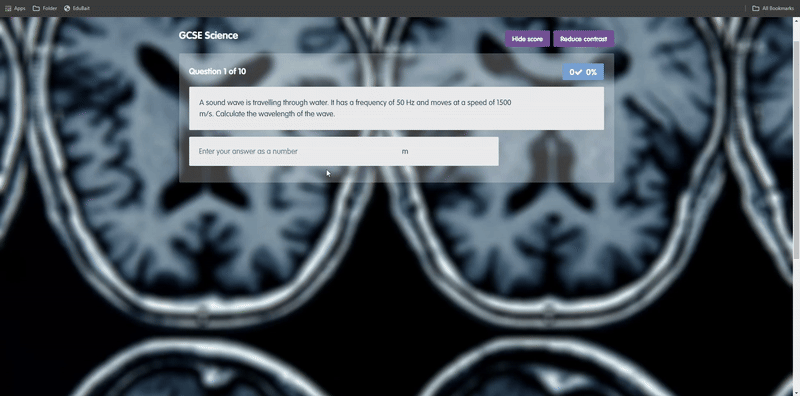 Apps Folder EduBait All Bookmarks
GCSE Science Hide score Reduce contrast
Question 1 of 10 0✔ 0%
A sound wave is travelling through water. It has a frequency of 50 Hz and moves at a speed of 1500
m/s. Calculate the wavelength of the wave.
Enter your answer as a number m